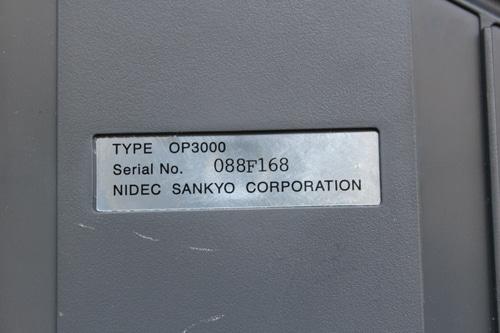 TYPE OP3000
Serial No. 088F168
NIDEC SANKYO CORPORATION